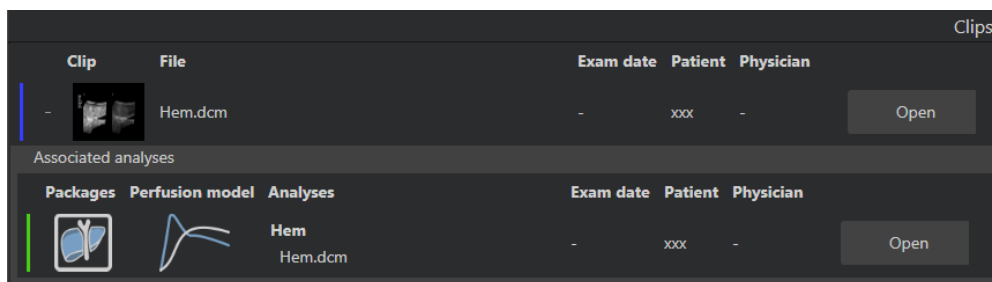 Clips
Clip File Exam date Patient Physician
- Hem.dcm - xxx - Open
Associated analyses
Packages Perfusion model Analyses Exam date Patient Physician
Hem
Hem.dcm - xxx - Open